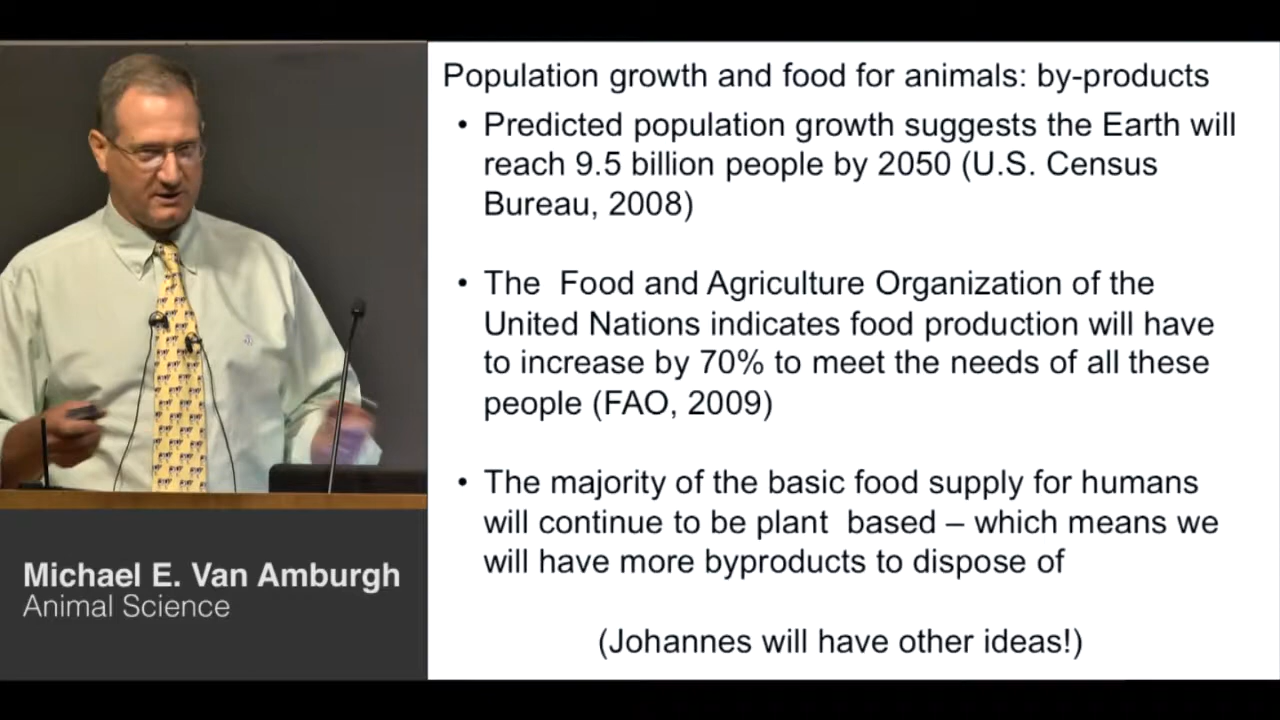 Population growth and food for animals: by-products
• Predicted population growth suggests the Earth will
reach 9.5 billion people by 2050 (U.S. Census
Bureau, 2008)
• The  Food and Agriculture Organization of the
United Nations indicates food production will have
to increase by 70% to meet the needs of all these
people (FAO, 2009)
• The majority of the basic food supply for humans
will continue to be plant  based – which means we
will have more byproducts to dispose of
(Johannes will have other ideas!)
Michael E. Van Amburgh
Animal Science